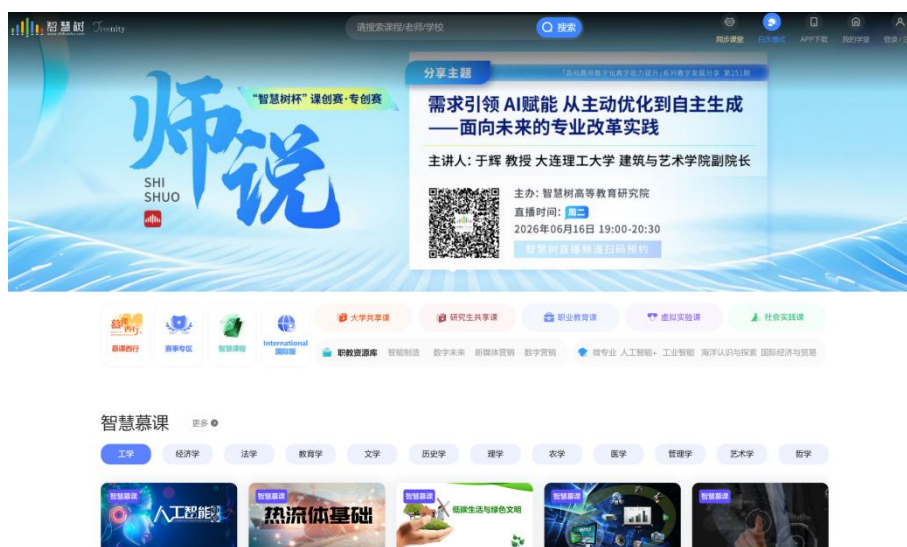 智慧树 Treenity
请搜索课程/老师/学校
搜索
同步课堂
白天模式
APP下载
我的学堂
登录/注
师说
SHI
SHUO
“智慧树杯”课创赛·专创赛
分享主题
需求引领 AI赋能 从主动优化到自主生成
——面向未来的专业改革实践
主讲人: 于辉 教授 大连理工大学 建筑与艺术学院副院长
主办: 智慧树高等教育研究院
直播时间: 周二
2026年06月16日 19:00-20:30
智慧树直播频道扫码预约
慕课西行
赛事专区
智慧课程
International
国际版
大学共享课
研究生共享课
职业教育课
虚拟实验课
社会实践课
职教资源库 智能制造 数字未来 新媒体营销 数字营销
微专业 人工智能+ 工业智能 海洋认识与探索 国际经济与贸易
智慧慕课 更多
工学 经济学 法学 教育学 文学 历史学 理学 农学 医学 管理学 艺术学 哲学
智慧慕课
人工智能
智慧慕课
热流体基础
智慧慕课
低碳生活与绿色文明
智慧慕课
智慧慕课